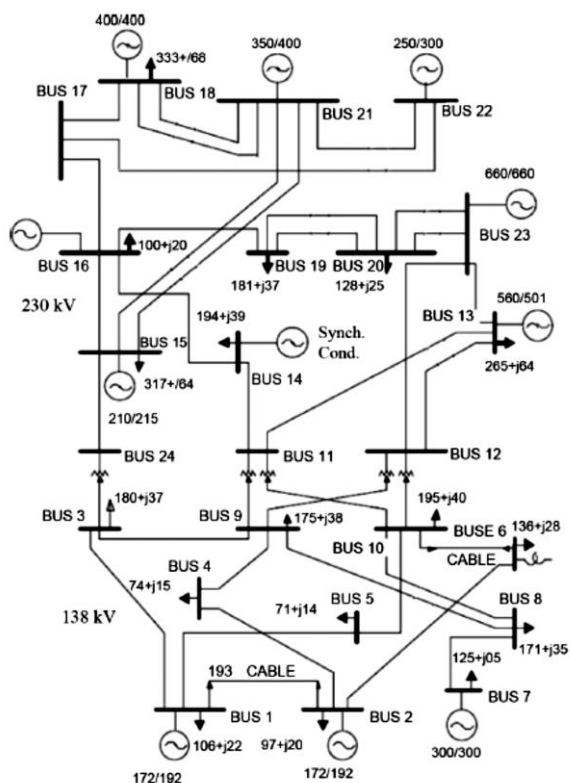 400/400
333+/68
350/400
250/300
BUS 17
BUS 18
BUS 21
BUS 22
660/660
BUS 23
100+j20
BUS 16
BUS 19
BUS 20
181+j37
128+j25
230 kV
BUS 13
560/501
194+j39
Synch.
Cond.
BUS 15
BUS 14
265+j64
317+/64
210/215
BUS 24
BUS 11
BUS 12
180+j37
195+j40
BUS 3
BUS 9
175+j38
BUS 10
BUSE 6
136+j28
CABLE
BUS 4
74+j15
BUS 5
71+j14
BUS 8
138 kV
171+j35
125+j05
193 CABLE
BUS 7
BUS 1
BUS 2
106+j22
97+j20
300/300
172/192
172/192